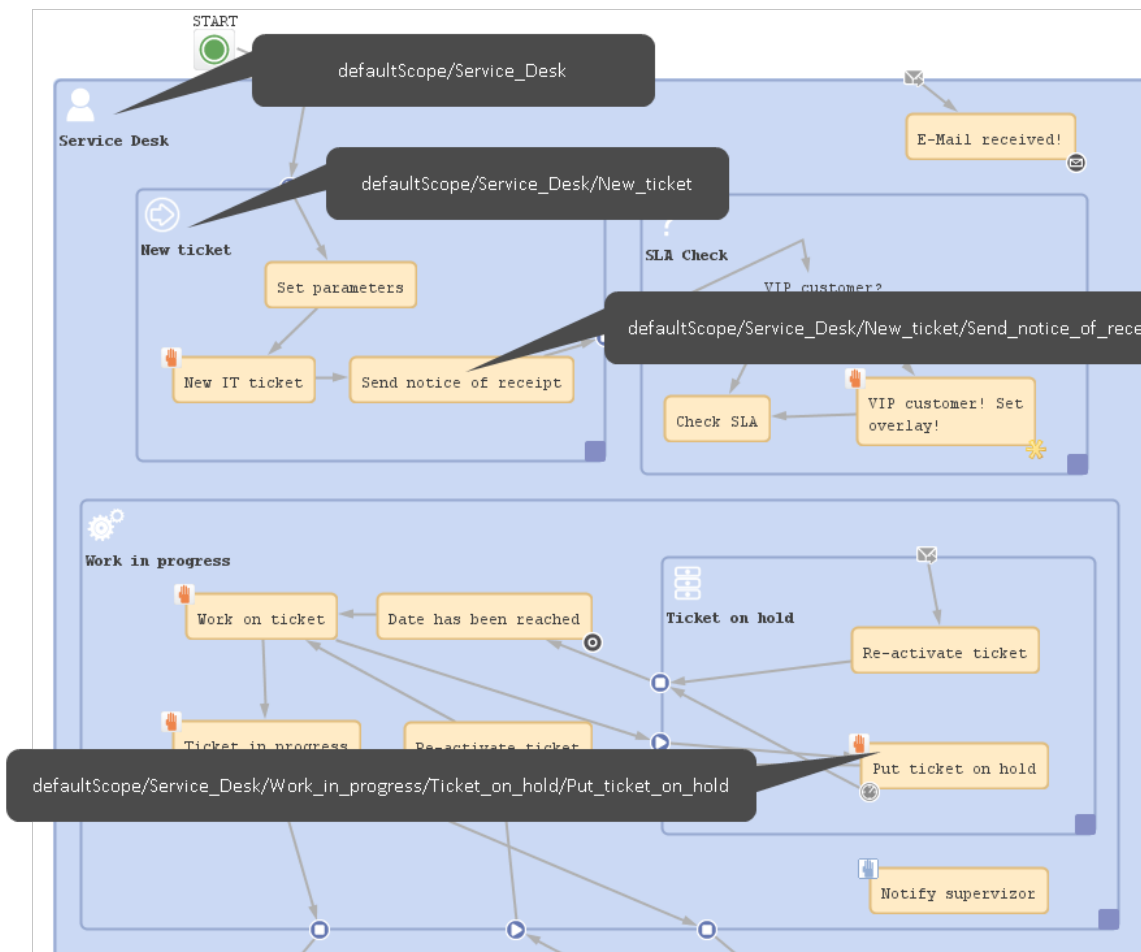 START
defaultScope/Service_Desk
Service Desk
E-Mail received!
defaultScope/Service_Desk/New_ticket
New ticket
SLA Check
Set parameters
VIP customer?
defaultScope/Service_Desk/New_ticket/Send_notice_of_rece
New IT ticket
Send notice of receipt
Check SLA
VIP customer! Set
overlay!
Work in progress
Work on ticket
Date has been reached
Ticket on hold
Re-activate ticket
Ticket in progress
Re-activate ticket
Put ticket on hold
defaultScope/Service_Desk/Work_in_progress/Ticket_on_hold/Put_ticket_on_hold
Notify supervizor